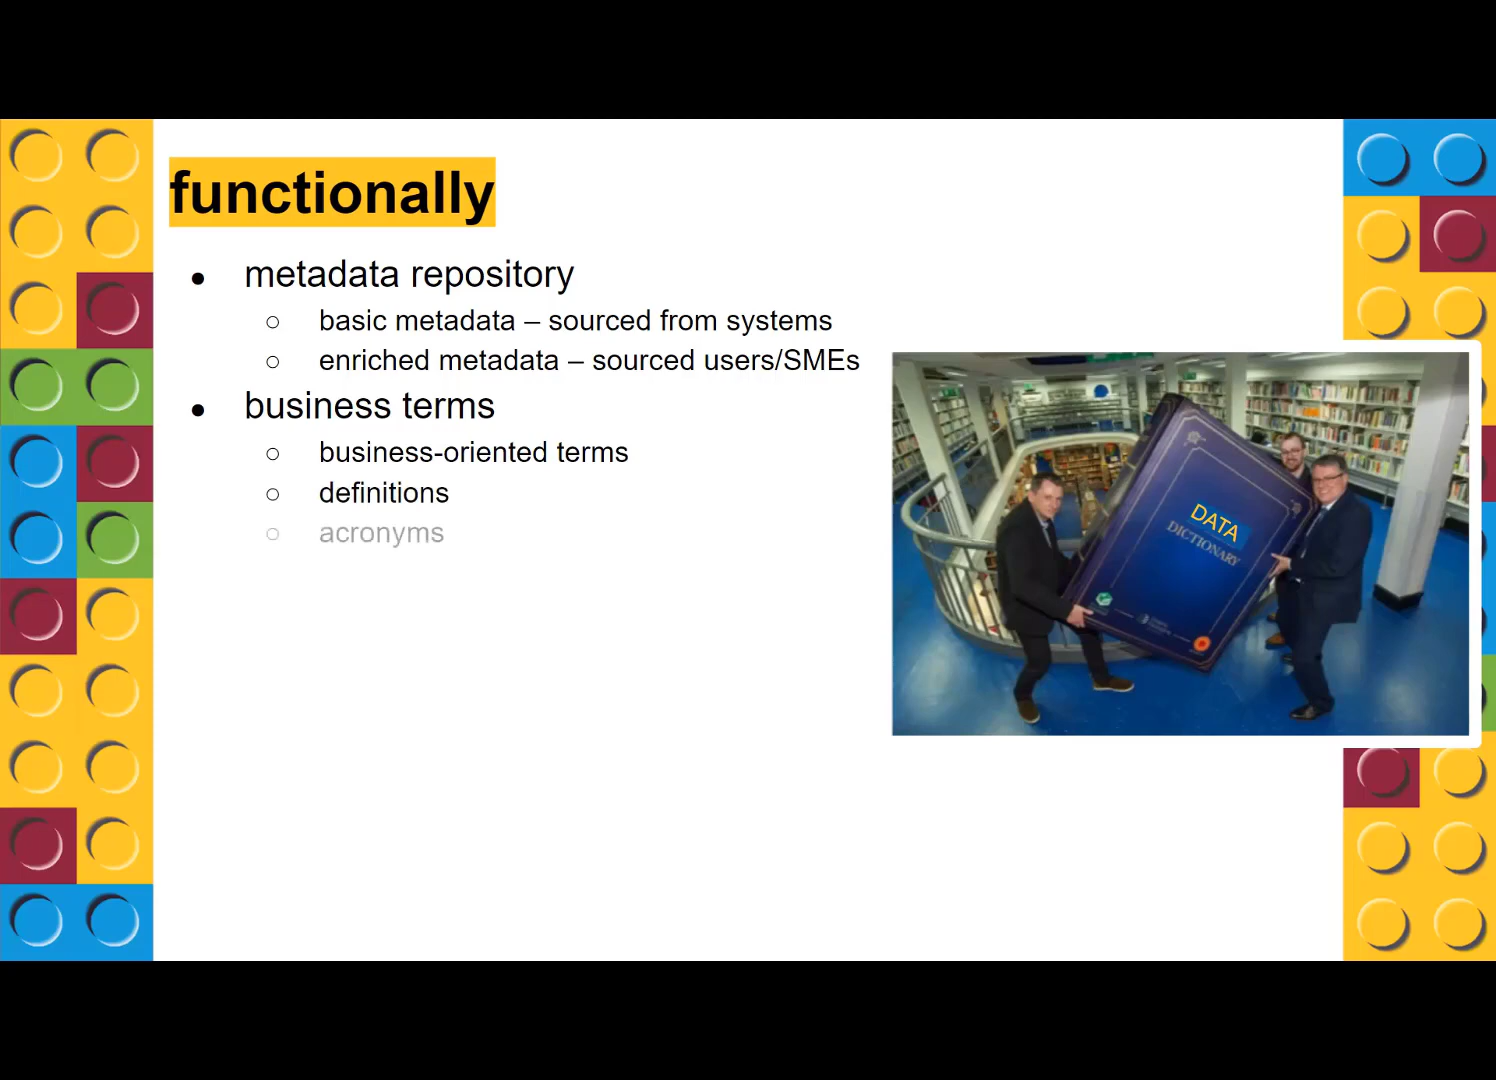 functionally
● metadata repository
○ basic metadata – sourced from systems
○ enriched metadata – sourced users/SMEs
● business terms
○ business-oriented terms
○ definitions
○ acronyms
DATA
DICTIONARY